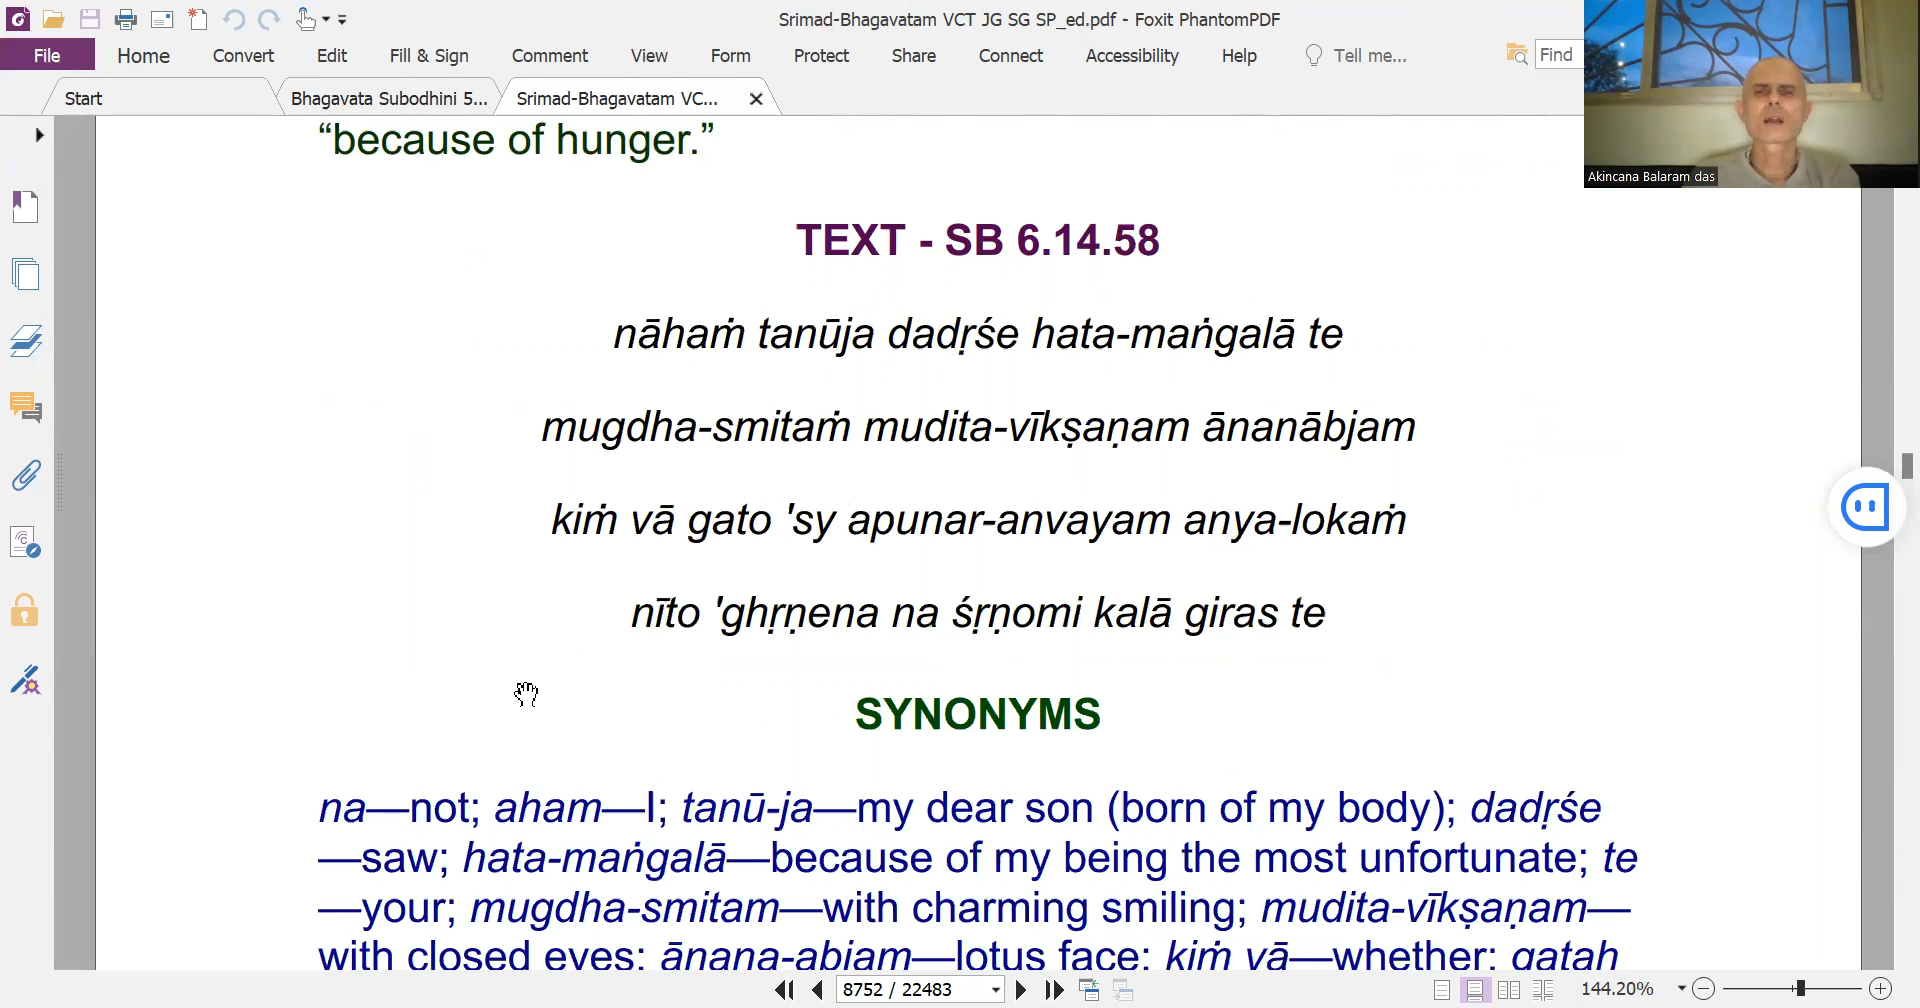 Srimad-Bhagavatam VCT JG SG SP_ed.pdf - Foxit PhantomPDF
File Home Convert Edit Fill & Sign Comment View Form Protect Share Connect Accessibility Help Tell me... Find
Start Bhagavata Subodhini 5... Srimad-Bhagavatam VC...
Akincana Balaram das
“because of hunger.”
TEXT - SB 6.14.58
nāhaṁ tanūja dadṛśe hata-maṅgalā te
mugdha-smitaṁ mudita-vīkṣaṇam ānanābjam
kiṁ vā gato 'sy apunar-anvayam anya-lokaṁ
nīto 'ghṛṇena na śṛṇomi kalā giras te
SYNONYMS
na—not; aham—I; tanū-ja—my dear son (born of my body); dadṛśe
—saw; hata-maṅgalā—because of my being the most unfortunate; te
—your; mugdha-smitam—with charming smiling; mudita-vīkṣaṇam—
with closed eyes; ānana-abjam—lotus face; kiṁ vā—whether; gataḥ
8752 / 22483 144.20%